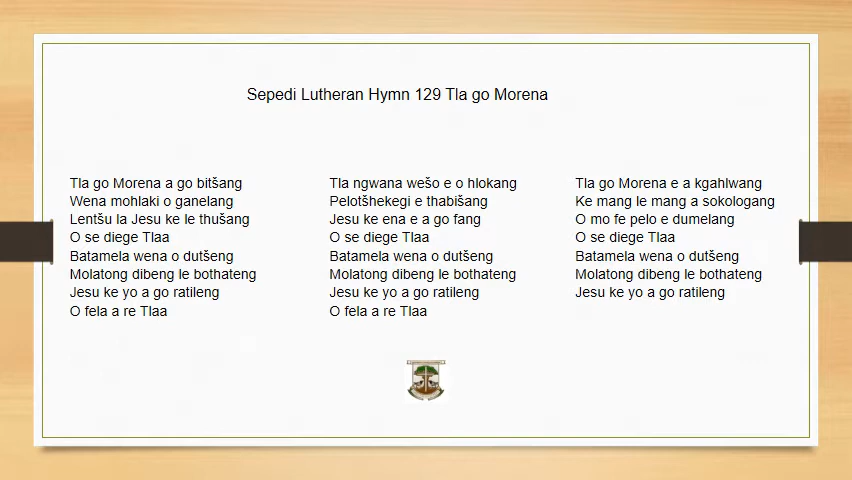 Sepedi Lutheran Hymn 129 Tla go Morena
Tla go Morena a go bitšang
Wena mohlaki o ganelang
Lentšu la Jesu ke le thušang
O se diege Tlaa
Batamela wena o dutšeng
Molatong dibeng le bothateng
Jesu ke yo a go ratileng
O fela a re Tlaa
Tla ngwana wešo e o hlokang
Pelotšhekegi e thabišang
Jesu ke ena e a go fang
O se diege Tlaa
Batamela wena o dutšeng
Molatong dibeng le bothateng
Jesu ke yo a go ratileng
O fela a re Tlaa
Tla go Morena e a kgahlwang
Ke mang le mang a sokologang
O mo fe pelo e dumelang
O se diege Tlaa
Batamela wena o dutšeng
Molatong dibeng le bothateng
Jesu ke yo a go ratileng